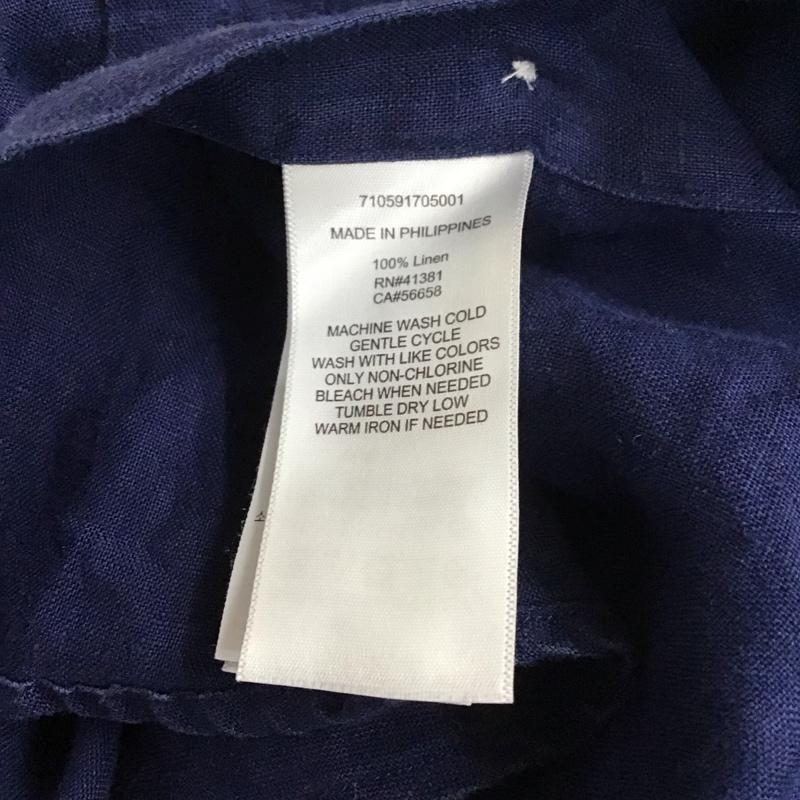 710591705001
MADE IN PHILIPPINES
100% Linen
RN#41381
CA#56658
MACHINE WASH COLD
GENTLE CYCLE
WASH WITH LIKE COLORS
ONLY NON-CHLORINE
BLEACH WHEN NEEDED
TUMBLE DRY LOW
WARM IRON IF NEEDED
소